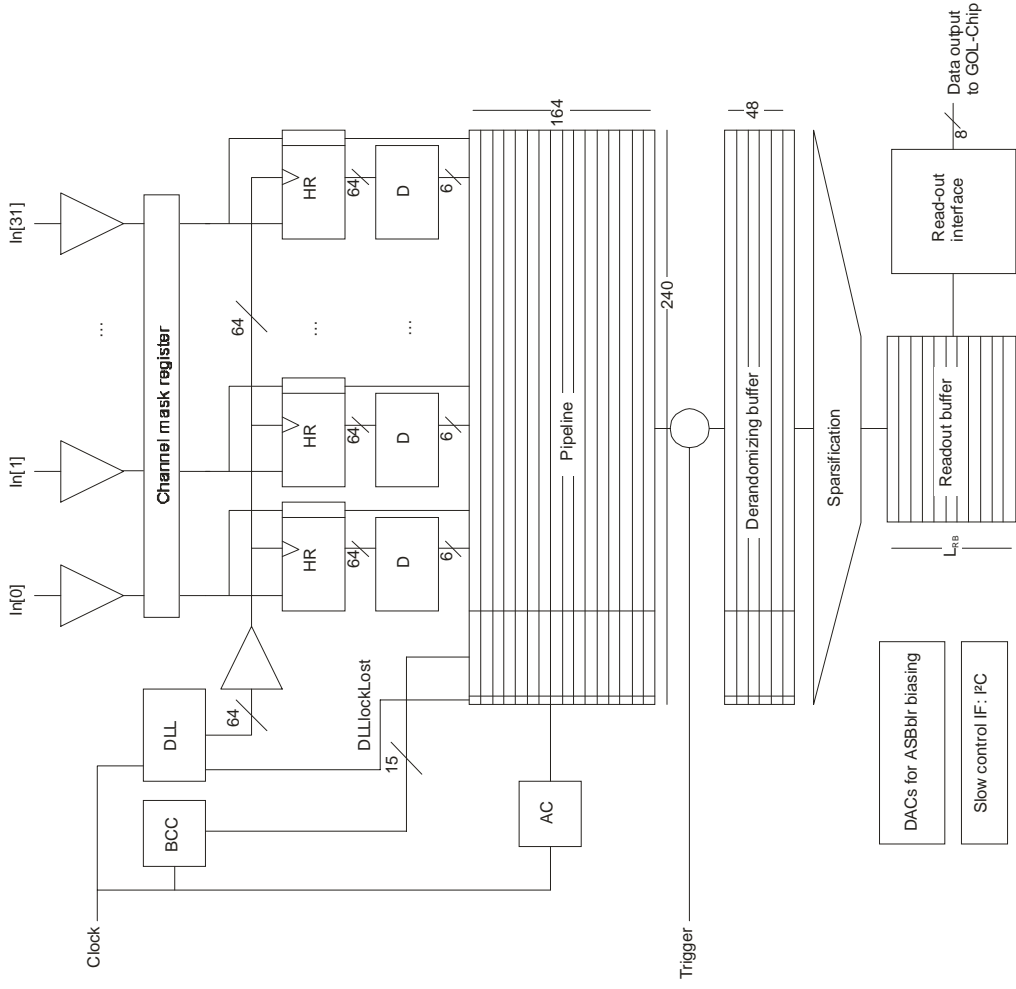 Clock
Trigger
BCC
DLL
AC
15
DLLlockLost
64
In[0]
In[1]
...
In[31]
Channel mask register
64
HR
HR
...
HR
64
64
64
D
D
...
D
6
6
6
Pipeline
164
240
Derandomizing buffer
48
Sparsification
Readout buffer
LRB
Read-out
interface
8
Data output
to GOL-Chip
DACs for ASBblr biasing
Slow control IF: I²C